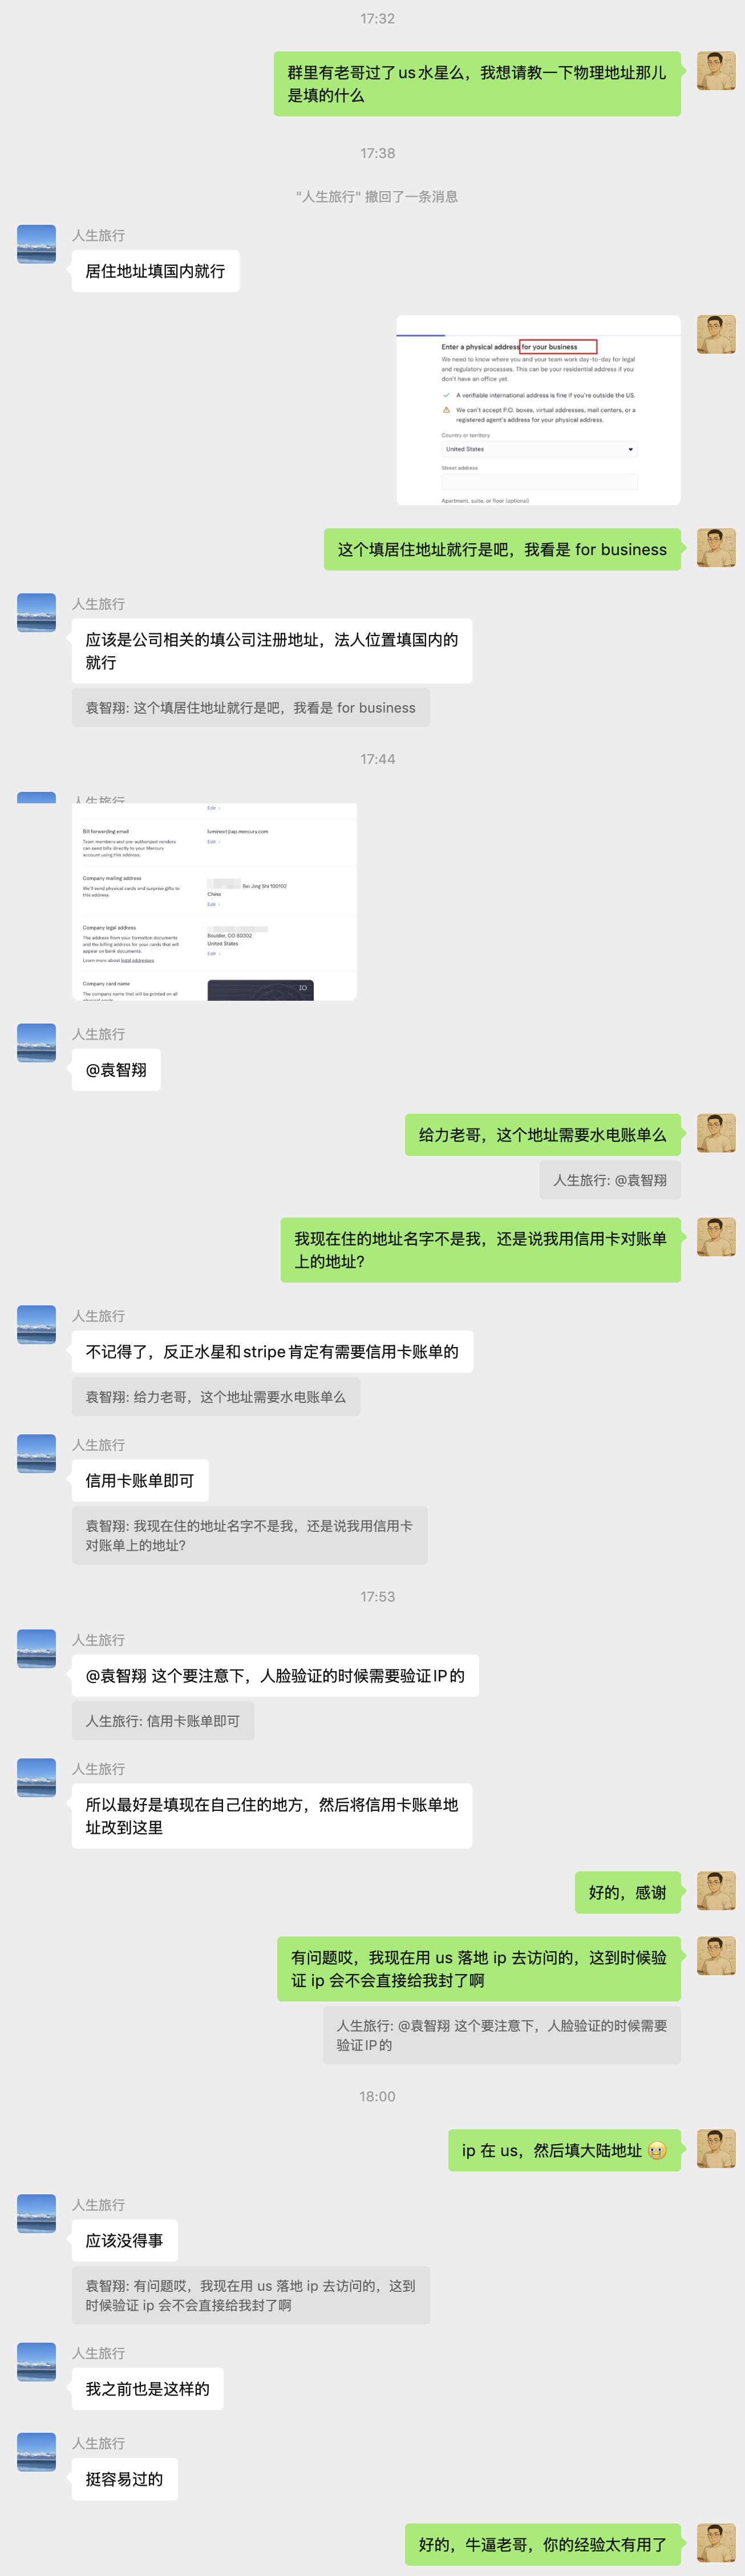 17:32
群里有老哥过了us水星么，我想请教一下物理地址那儿
是填的什么
17:38
"人生旅行" 撤回了一条消息
人生旅行
居住地址填国内就行
Enter a physical address for your business
We need to know where you and your team work day-to-day for legal
and regulatory processes. This can be your residential address if you
don't have an office yet.
A verifiable international address is fine if you're outside the US.
We can't accept P.O. boxes, virtual addresses, mail centers, or a
registered agent's address for your physical address.
Country or territory
United States
Street address
Apartment, suite, or floor (optional)
这个填居住地址就行是吧，我看是 for business
人生旅行
应该是公司相关的填公司注册地址，法人位置填国内的
就行
袁智翔: 这个填居住地址就行是吧，我看是 for business
17:44
人生旅行
Edit
Bill forwarding email
luminext@ap.mercury.com
Team members and pre-authorized vendors
can send bills directly to your Mercury
account using this address.
Edit
Company mailing address
Bei Jing Shi 100102
We'll send physical cards and surprise gifts to
this address.
China
Edit
Company legal address
The address from your formation documents
and the billing address for your cards that will
appear on bank documents.
Boulder, CO 80302
United States
Edit
Learn more about legal addresses
Company card name
The company name that will be printed on all
IO
人生旅行
@袁智翔
给力老哥，这个地址需要水电账单么
人生旅行: @袁智翔
我现在住的地址名字不是我，还是说我用信用卡对账单
上的地址?
人生旅行
不记得了，反正水星和stripe肯定有需要信用卡账单的
袁智翔: 给力老哥，这个地址需要水电账单么
人生旅行
信用卡账单即可
袁智翔: 我现在住的地址名字不是我，还是说我用信用卡
对账单上的地址?
17:53
人生旅行
@袁智翔 这个要注意下，人脸验证的时候需要验证IP的
人生旅行: 信用卡账单即可
人生旅行
所以最好是填现在自己住的地方，然后将信用卡账单地
址改到这里
好的，感谢
有问题哎，我现在用 us 落地 ip 去访问的，这到时候验
证 ip 会不会直接给我封了啊
人生旅行: @袁智翔 这个要注意下，人脸验证的时候需要
验证IP的
18:00
ip 在 us，然后填大陆地址 😂
人生旅行
应该没得事
袁智翔: 有问题哎，我现在用 us 落地 ip 去访问的，这到
时候验证 ip 会不会直接给我封了啊
人生旅行
我之前也是这样的
人生旅行
挺容易过的
好的，牛逼老哥，你的经验太有用了